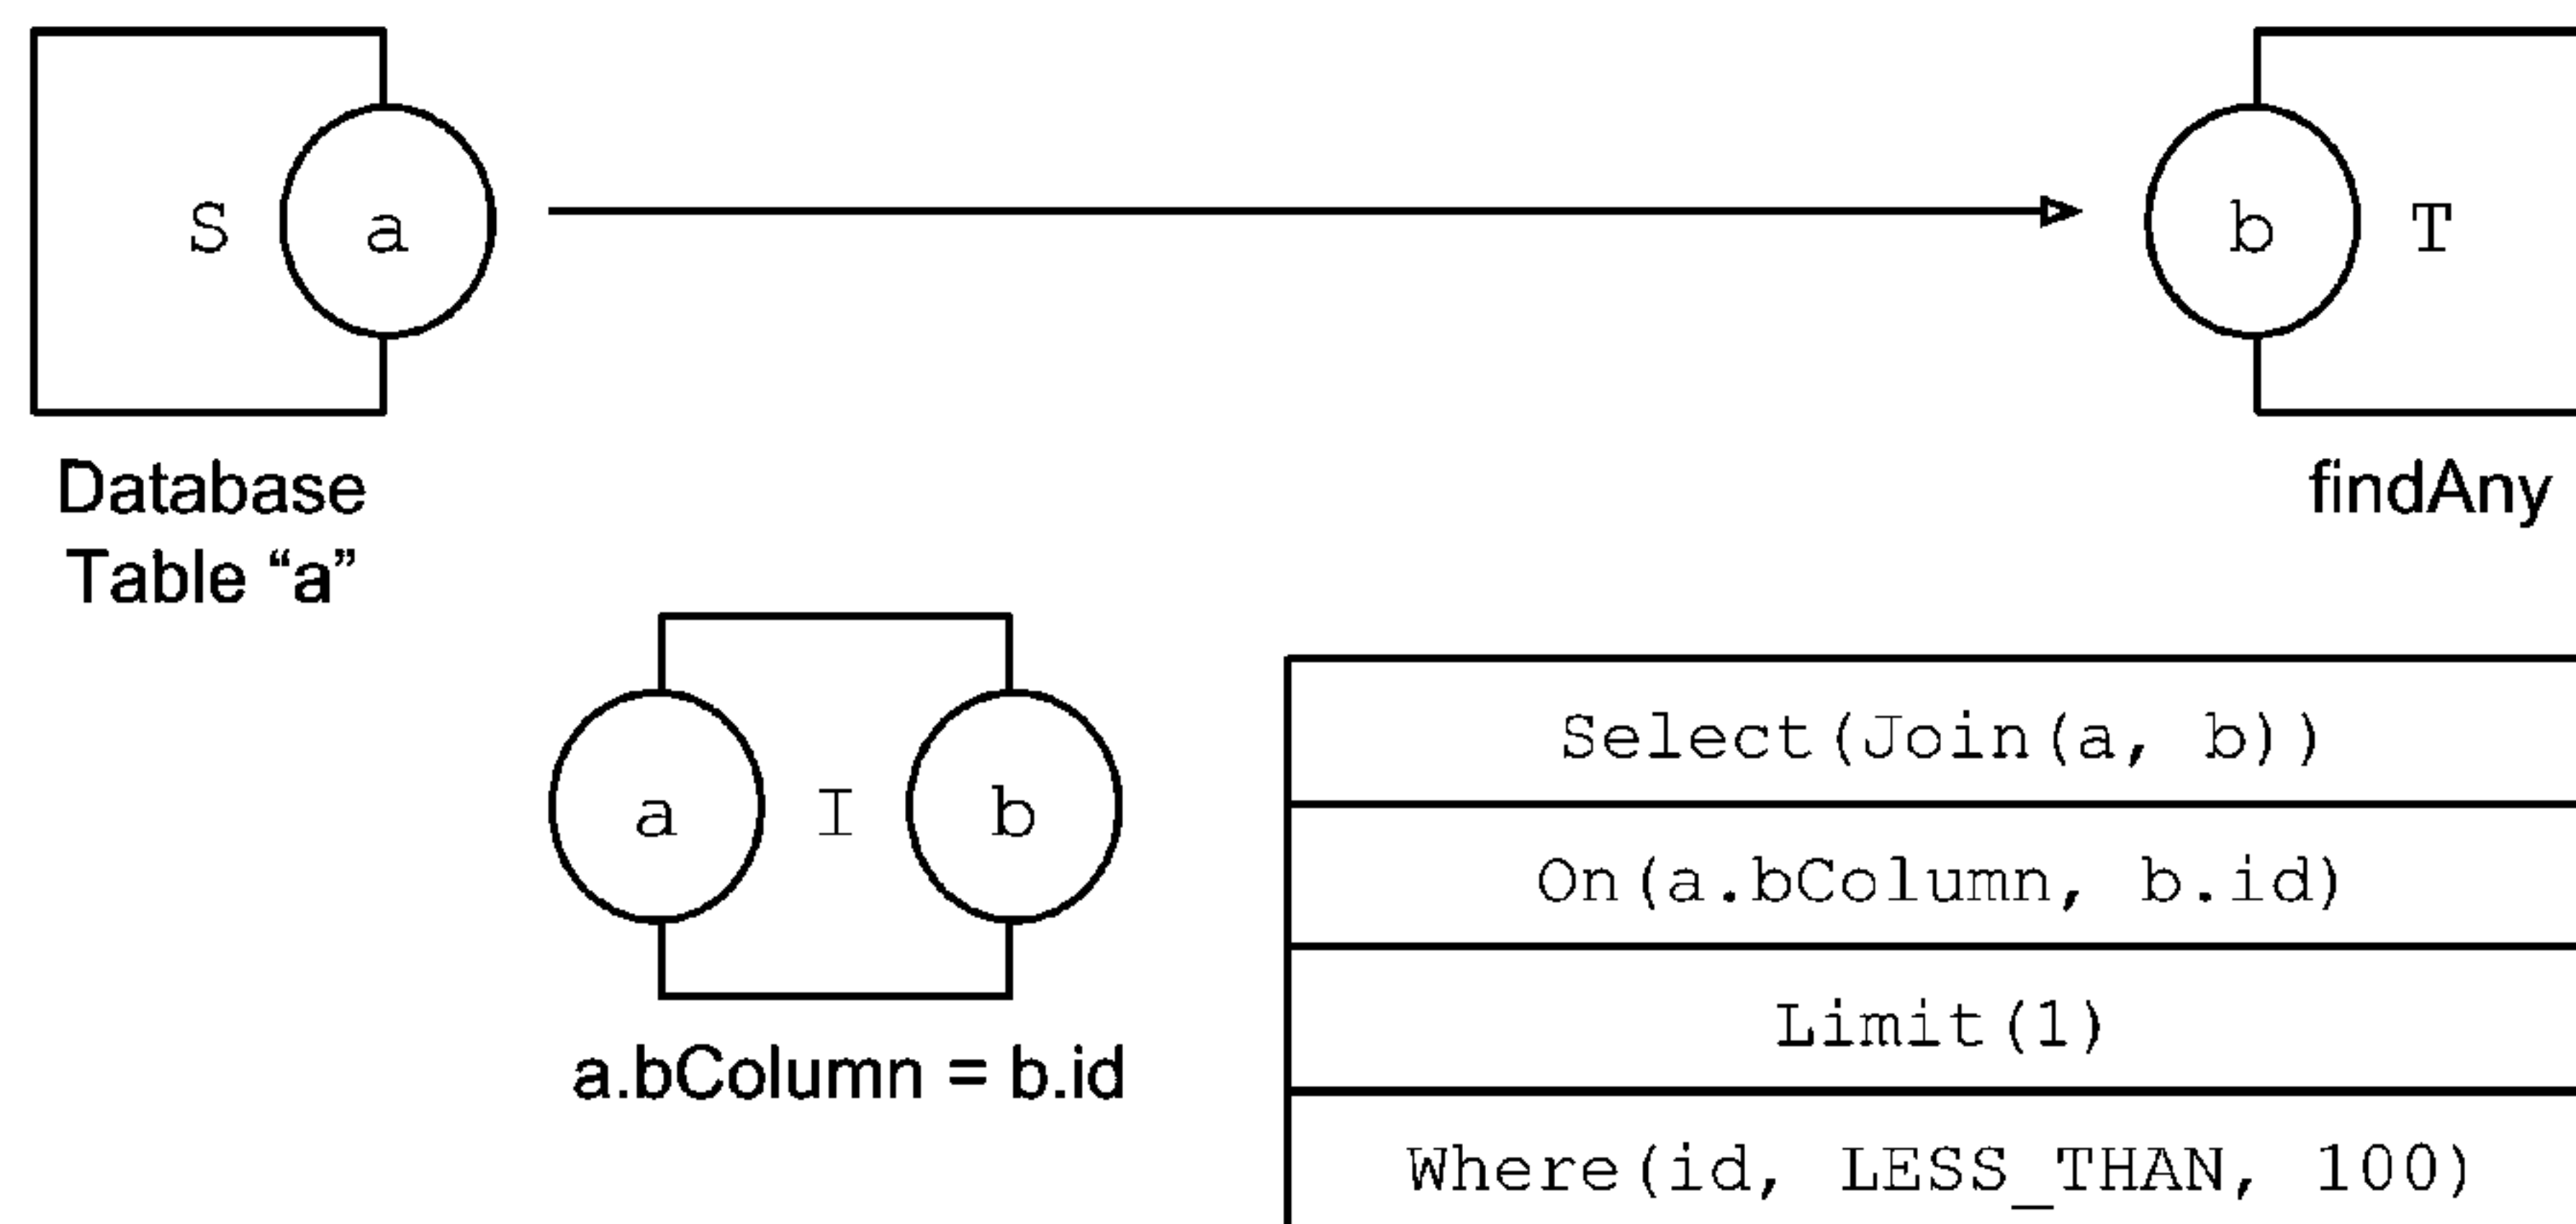 S a b T
Database
Table “a”
findAny
a I b
a.bColumn = b.id
Select(Join(a, b))
On(a.bColumn, b.id)
Limit(1)
Where(id, LESS_THAN, 100)